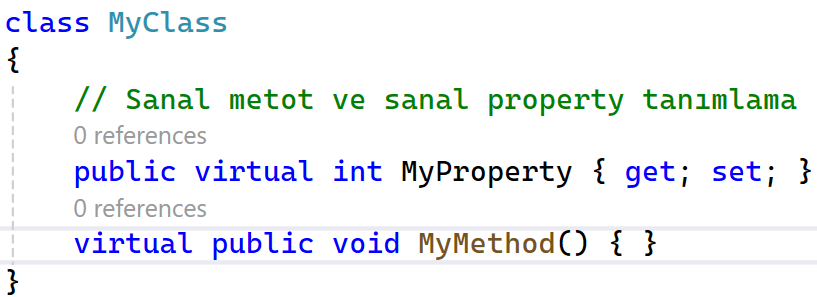 class MyClass
{
// Sanal metot ve sanal property tanımlama
0 references
public virtual int MyProperty { get; set; }
0 references
virtual public void MyMethod() { }
}